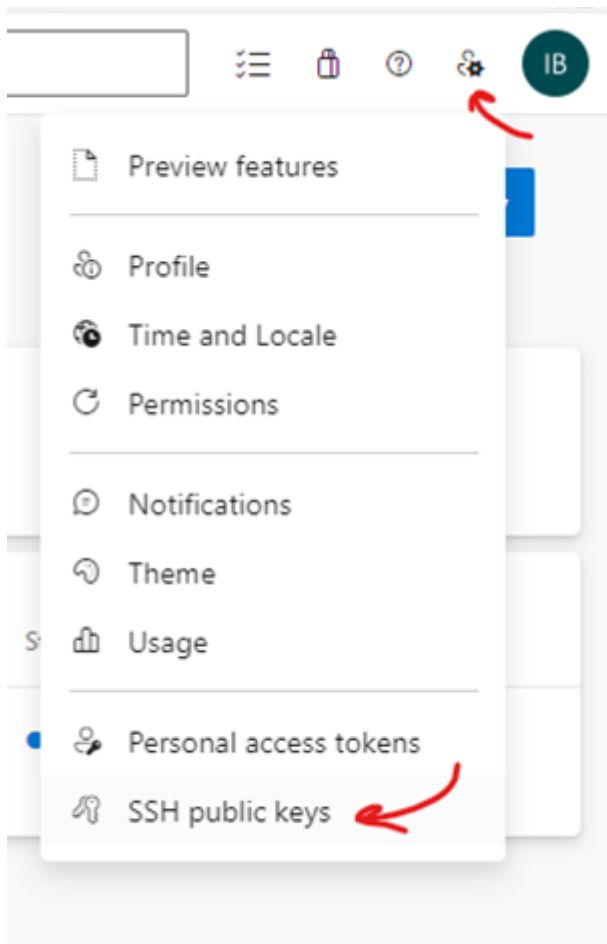 IB
Preview features
Profile
Time and Locale
Permissions
Notifications
Theme
Usage
Personal access tokens
SSH public keys